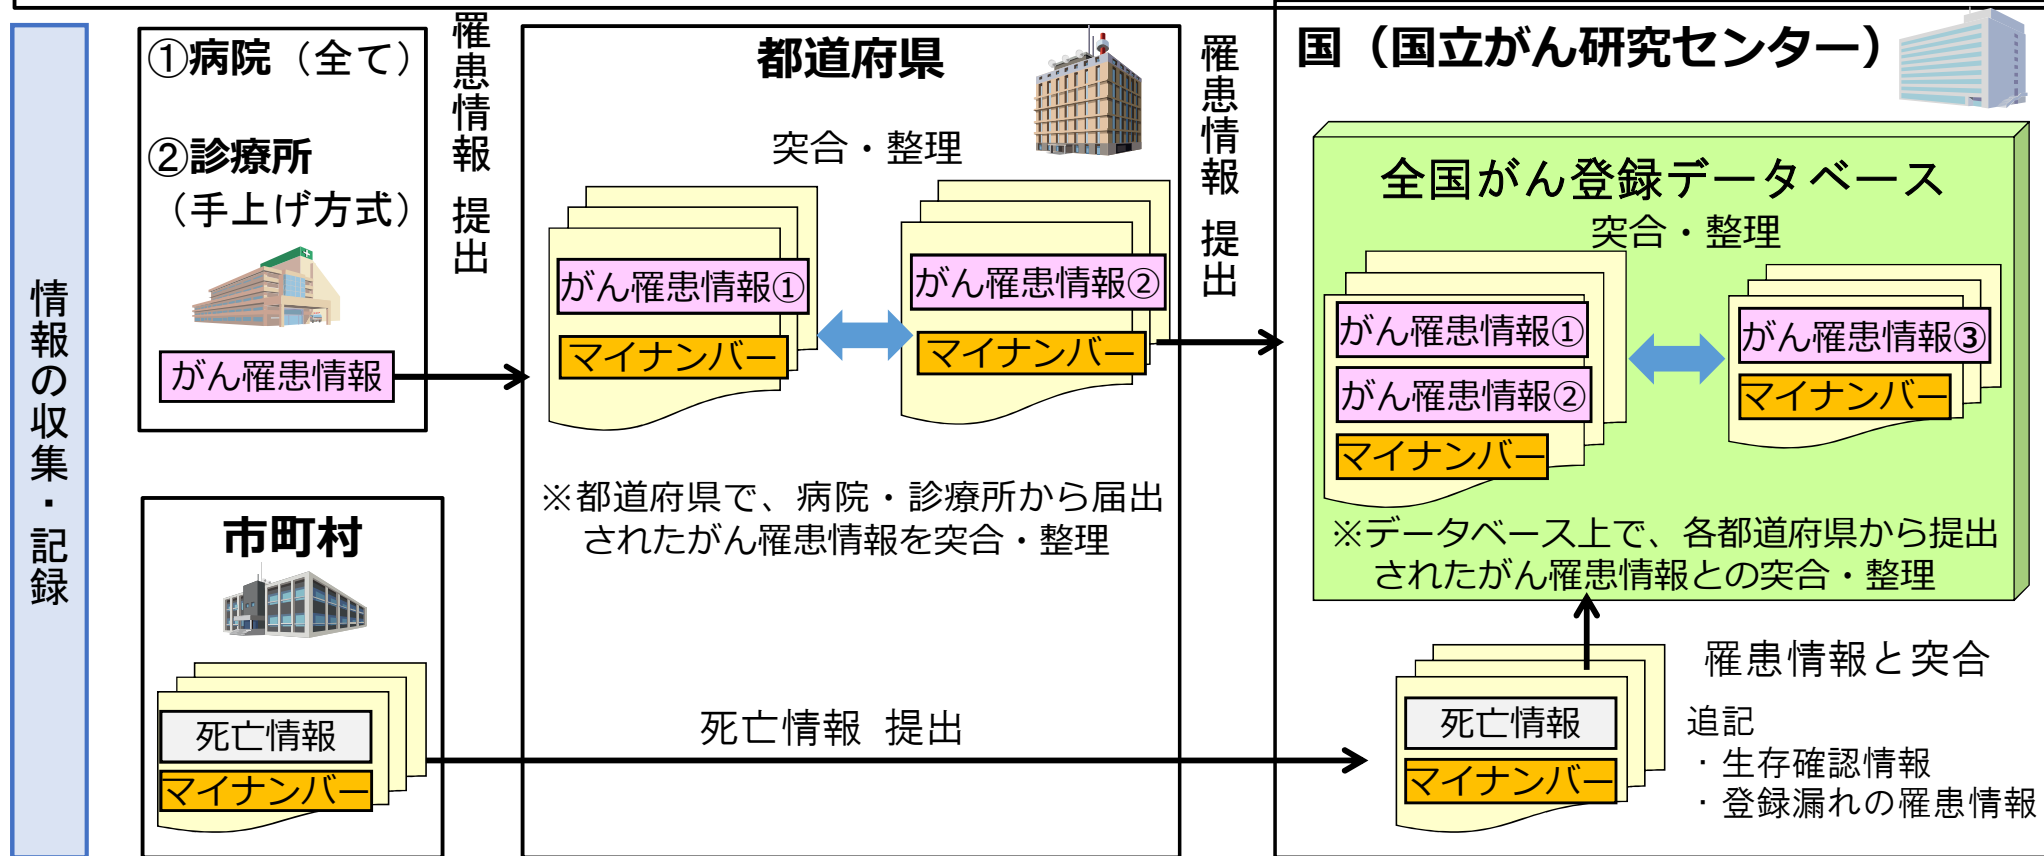 情報の収集・記録
①病院（全て）
②診療所
（手上げ方式）
がん罹患情報
罹患情報 提出
市町村
死亡情報
マイナンバー
都道府県
突合・整理
がん罹患情報①
マイナンバー
がん罹患情報②
マイナンバー
※都道府県で、病院・診療所から届出
されたがん罹患情報を突合・整理
死亡情報 提出
罹患情報 提出
国（国立がん研究センター）
全国がん登録データベース
突合・整理
がん罹患情報①
がん罹患情報②
マイナンバー
がん罹患情報③
マイナンバー
※データベース上で、各都道府県から提出
されたがん罹患情報との突合・整理
死亡情報
マイナンバー
罹患情報と突合
追記
・生存確認情報
・登録漏れの罹患情報